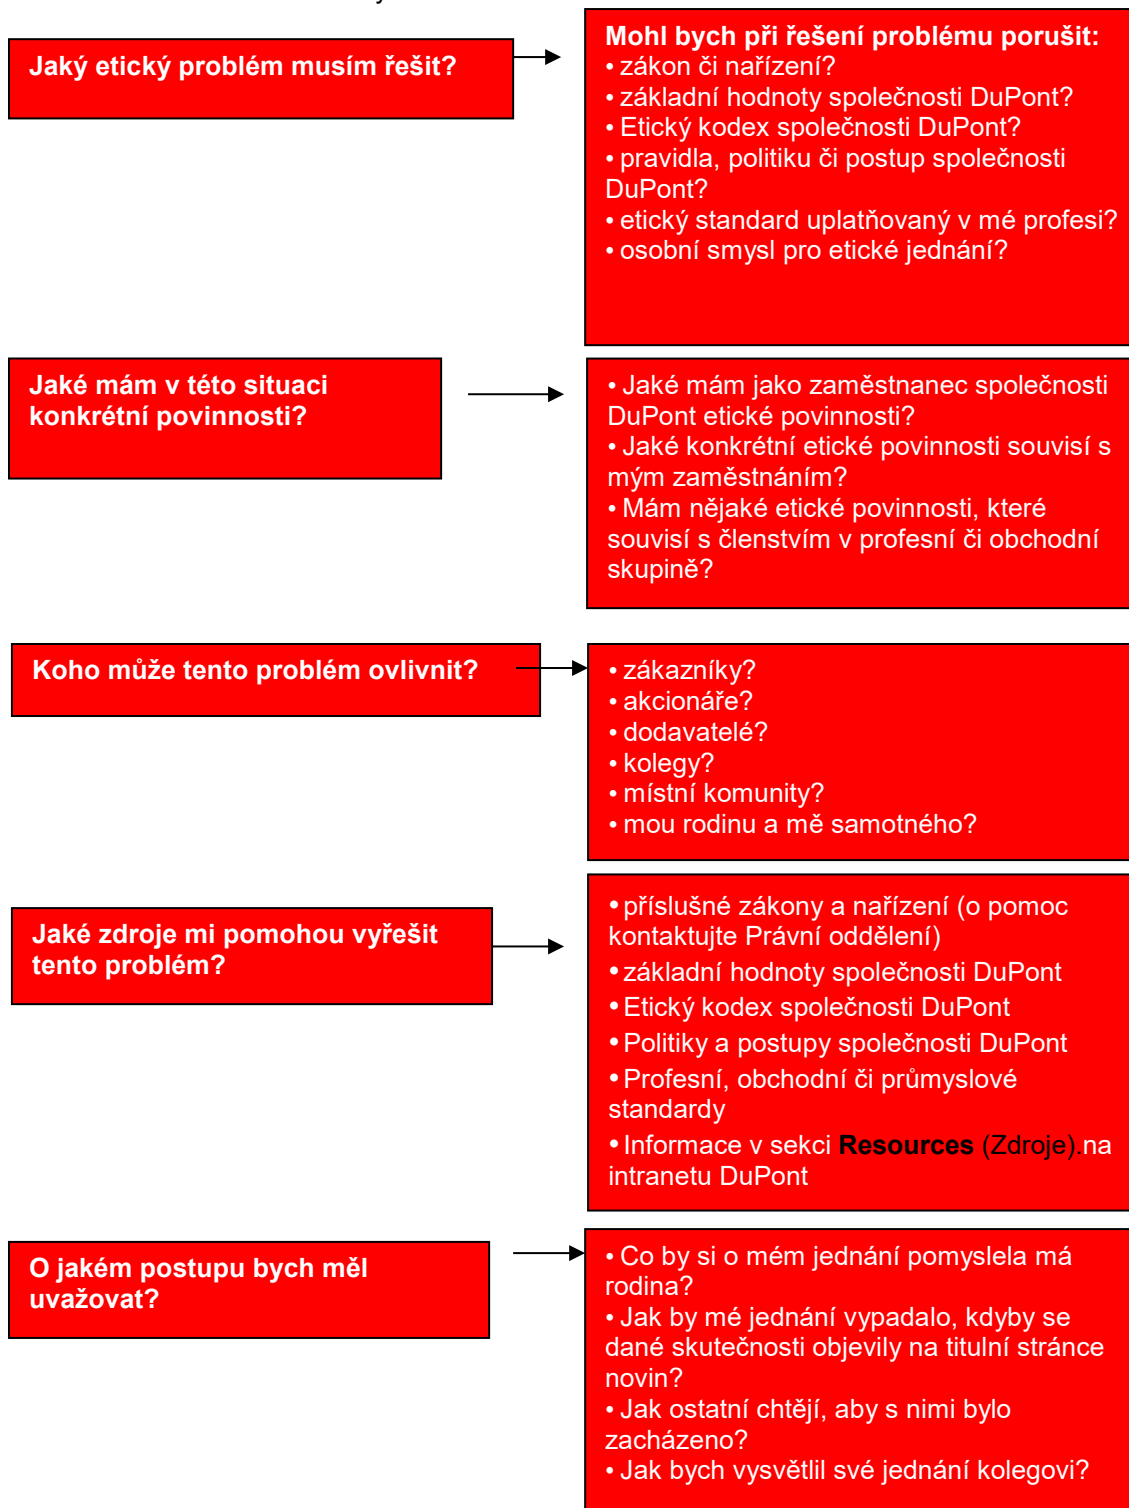 Jaký etický problém musím řešit?
Mohl bych při řešení problému porušit:
• zákon či nařízení?
• základní hodnoty společnosti DuPont?
• Etický kodex společnosti DuPont?
• pravidla, politiku či postup společnosti
DuPont?
• etický standard uplatňovaný v mé profesi?
• osobní smysl pro etické jednání?
Jaké mám v této situaci
konkrétní povinnosti?
• Jaké mám jako zaměstnanec společnosti
DuPont etické povinnosti?
• Jaké konkrétní etické povinnosti souvisí s
mým zaměstnáním?
• Mám nějaké etické povinnosti, které
souvisí s členstvím v profesní či obchodní
skupině?
Koho může tento problém ovlivnit?
• zákazníky?
• akcionáře?
• dodavatelé?
• kolegy?
• místní komunity?
• mou rodinu a mě samotného?
Jaké zdroje mi pomohou vyřešit
tento problém?
• příslušné zákony a nařízení (o pomoc
kontaktujte Právní oddělení)
• základní hodnoty společnosti DuPont
• Etický kodex společnosti DuPont
• Politiky a postupy společnosti DuPont
• Profesní, obchodní či průmyslové
standardy
• Informace v sekci Resources (Zdroje).na
intranetu DuPont
O jakém postupu bych měl
uvažovat?
• Co by si o mém jednání pomyslela má
rodina?
• Jak by mé jednání vypadalo, kdyby se
dané skutečnosti objevily na titulní stránce
novin?
• Jak ostatní chtějí, aby s nimi bylo
zacházeno?
• Jak bych vysvětlil své jednání kolegovi?